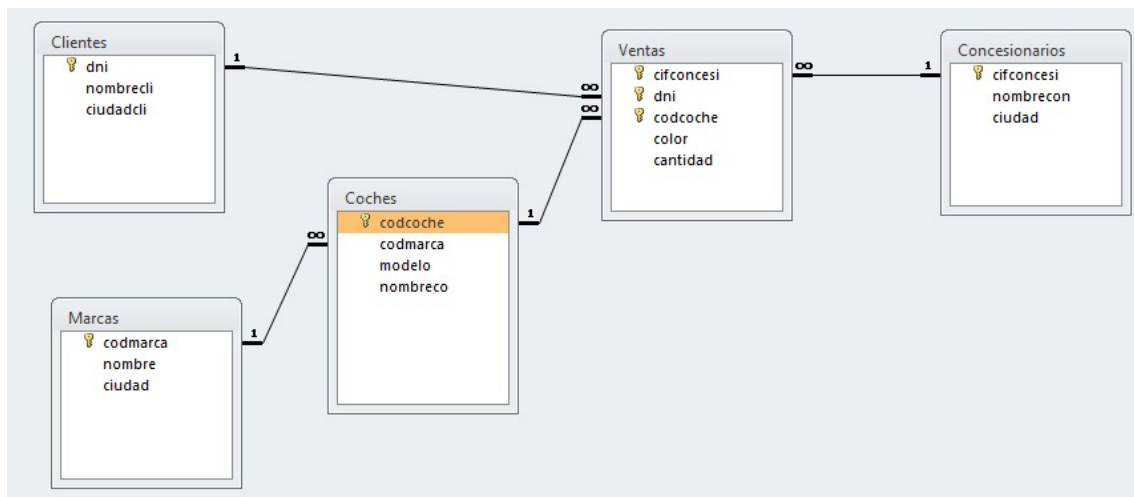 Clientes
dni
nombrecli
ciudadcli
1
∞
∞
Ventas
cifconcesi
dni
codcoche
color
cantidad
∞
1
Concesionarios
cifconcesi
nombrecon
ciudad
Coches
codcoche
codmarca
modelo
nombreco
1
∞
Marcas
codmarca
nombre
ciudad
1